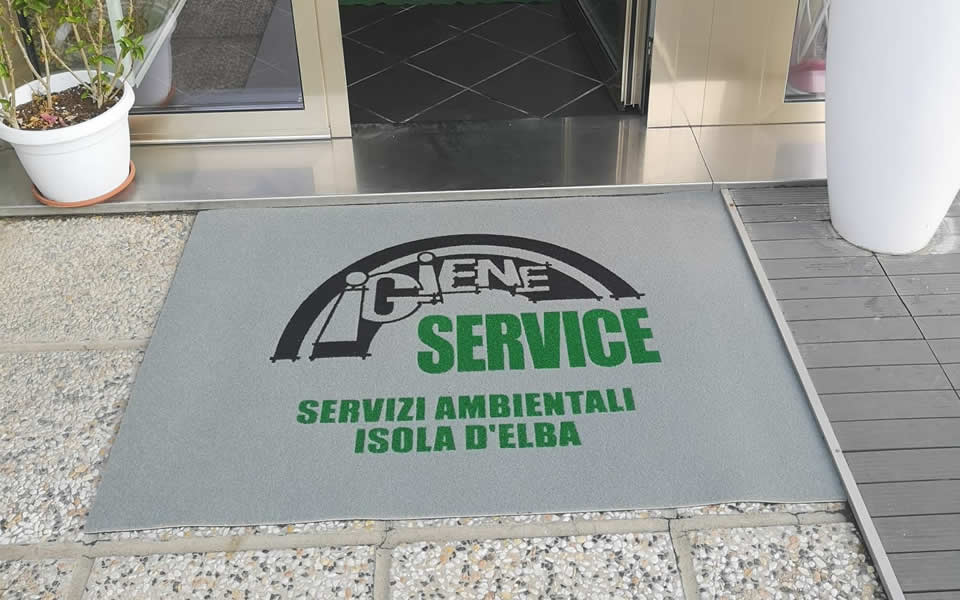 iGiENE
SERVICE
SERVIZI AMBIENTALI
ISOLA D'ELBA